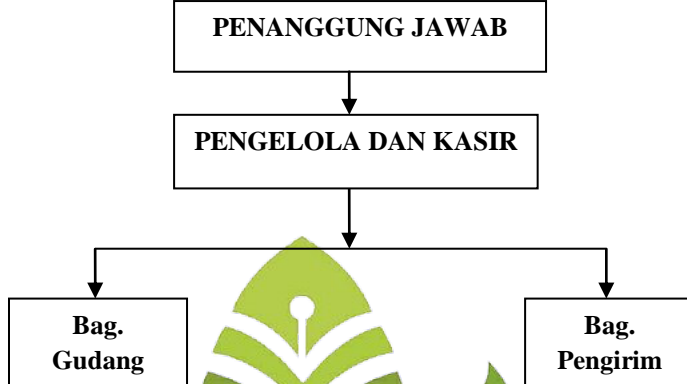 PENANGGUNG JAWAB
PENGELOLA DAN KASIR
Bag.
Gudang
Bag.
Pengirim